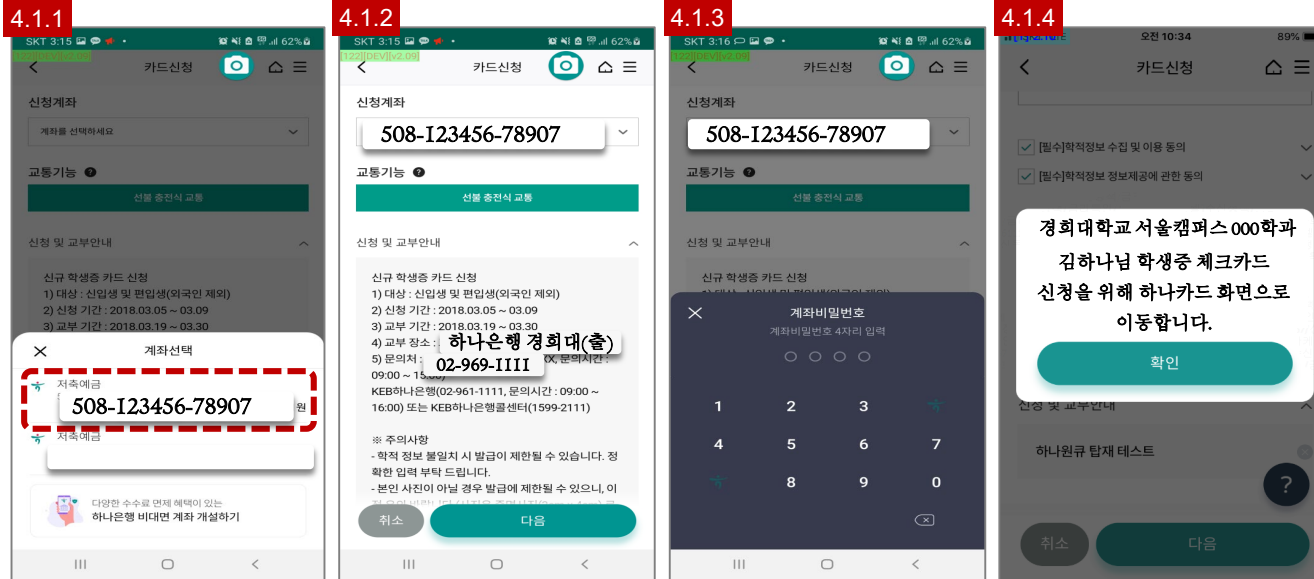 4.1.1
SKT 3:15
62%
[122][DEV][v2.09]
카드신청
신청계좌
계좌를 선택하세요
교통기능
선불 충전식 교통
신청 및 교부안내
신규 학생증 카드 신청
1) 대상 : 신입생 및 편입생(외국인 제외)
2) 신청 기간 : 2018.03.05 ~ 03.09
3) 교부 기간 : 2018.03.19 ~ 03.30
계좌선택
저축예금
508-123456-78907
원
저축예금
다양한 수수료 면제 혜택이 있는
하나은행 비대면 계좌 개설하기
4.1.2
SKT 3:15
62%
[122][DEV][v2.09]
카드신청
신청계좌
508-123456-78907
교통기능
선불 충전식 교통
신청 및 교부안내
신규 학생증 카드 신청
1) 대상 : 신입생 및 편입생(외국인 제외)
2) 신청 기간 : 2018.03.05 ~ 03.09
3) 교부 기간 : 2018.03.19 ~ 03.30
4) 교부 장소 : 하나은행 경희대(출)
5) 문의처 : 02-969-1111 X, 문의시간 :
09:00 ~ 15:00)
KEB하나은행(02-961-1111, 문의시간 : 09:00 ~
16:00) 또는 KEB하나은행콜센터(1599-2111)
※ 주의사항
- 학적 정보 불일치 시 발급이 제한될 수 있습니다. 정
확한 입력 부탁 드립니다.
- 본인 사진이 아닐 경우 발급에 제한될 수 있으니, 이
취소
다음
4.1.3
SKT 3:16
62%
[122][DEV][v2.09]
카드신청
신청계좌
508-123456-78907
교통기능
선불 충전식 교통
신청 및 교부안내
신규 학생증 카드 신청
계좌비밀번호
계좌비밀번호 4자리 입력
1 2 3
4 5 6 7
8 9 0
4.1.4
오전 10:34
89%
카드신청
[필수]학적정보 수집 및 이용 동의
[필수]학적정보 정보제공에 관한 동의
경희대학교 서울캠퍼스 000학과
김하나님 학생증 체크카드
신청을 위해 하나카드 화면으로
이동합니다.
확인
신청 및 교부안내
하나원큐 탑재 테스트
?
취소
다음